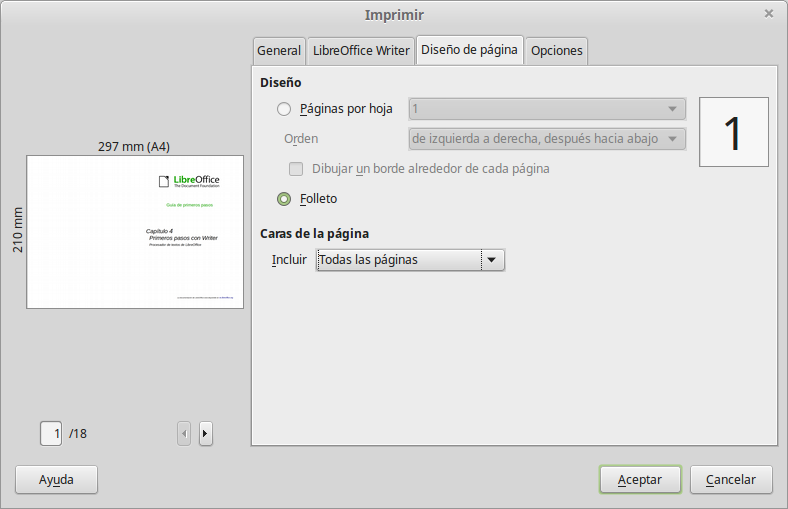 Imprimir
General
LibreOffice Writer
Diseño de página
Opciones
Diseño
Páginas por hoja
1
1
Orden
de izquierda a derecha, después hacia abajo
Dibujar un borde alrededor de cada página
Folleto
Caras de la página
Incluir
Todas las páginas
297 mm (A4)
210 mm
LibreOffice
The Document Foundation
Guía de primeros pasos
Capítulo 4
Primeros pasos con Writer
Procesador de textos de LibreOffice
1
/18
Ayuda
Aceptar
Cancelar